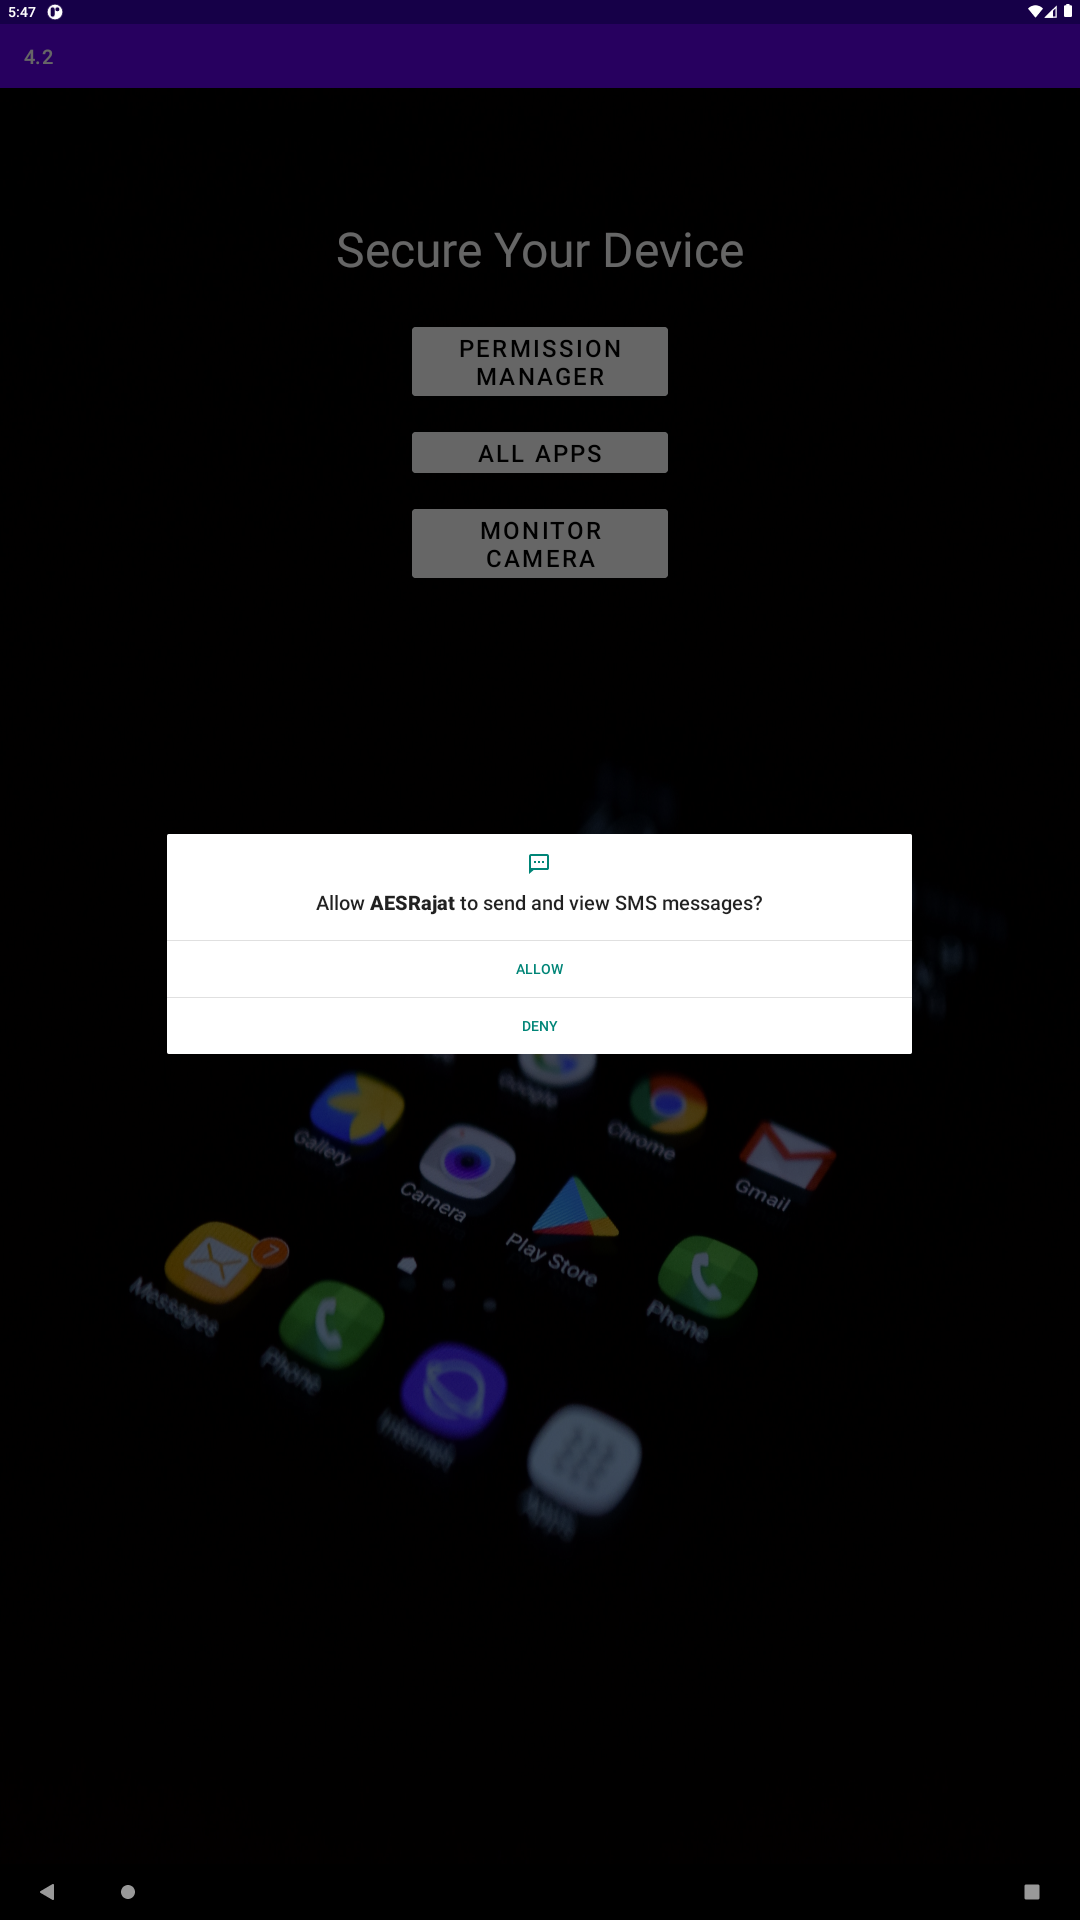 5:47
4.2
Secure Your Device
PERMISSION
MANAGER
ALL APPS
MONITOR
CAMERA
Allow AESRajat to send and view SMS messages?
ALLOW
DENY
Google
Chrome
Gallery
Gmail
Camera
Play Store
7
Messages
Phone
Phone
Internet
Apps